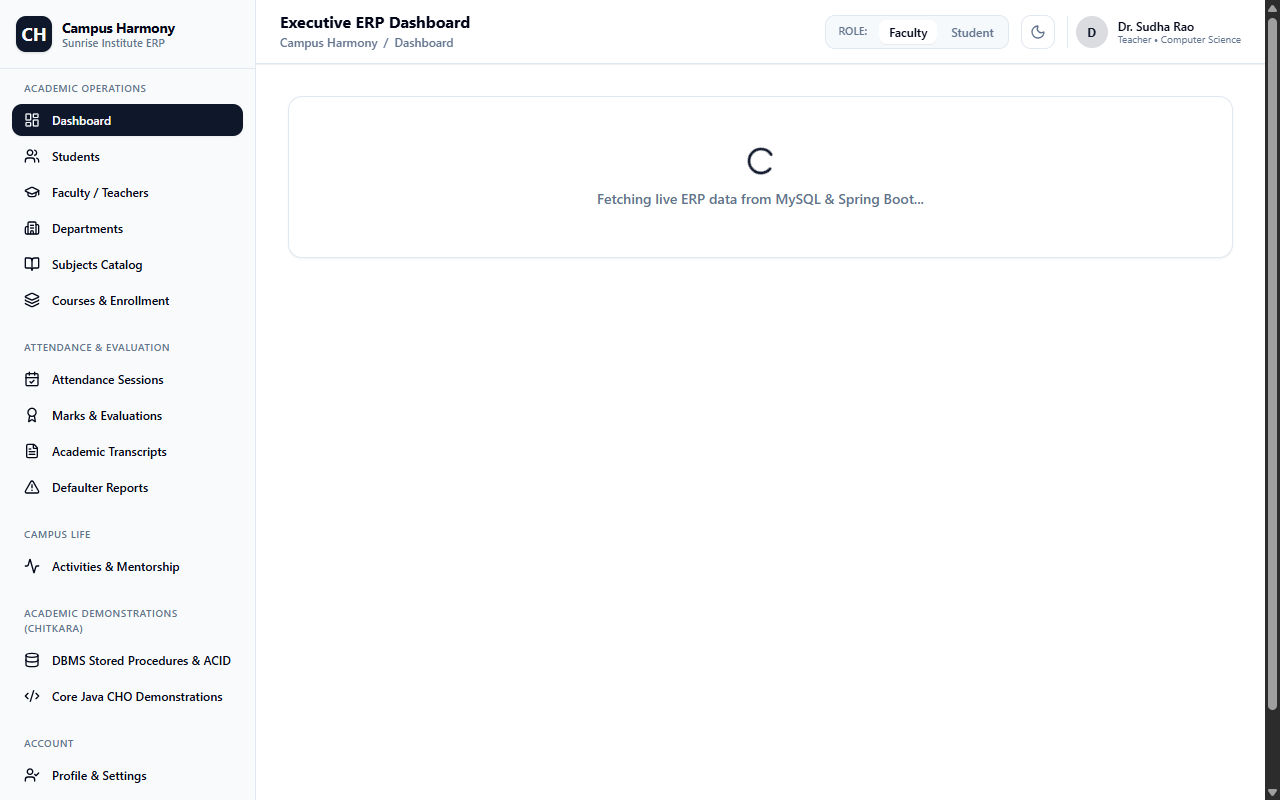 CH
Campus Harmony
Sunrise Institute ERP
ACADEMIC OPERATIONS
Dashboard
Students
Faculty / Teachers
Departments
Subjects Catalog
Courses & Enrollment
ATTENDANCE & EVALUATION
Attendance Sessions
Marks & Evaluations
Academic Transcripts
Defaulter Reports
CAMPUS LIFE
Activities & Mentorship
ACADEMIC DEMONSTRATIONS
(CHITKARA)
DBMS Stored Procedures & ACID
Core Java CHO Demonstrations
ACCOUNT
Profile & Settings
Executive ERP Dashboard
Campus Harmony / Dashboard
ROLE: Faculty Student
D
Dr. Sudha Rao
Teacher • Computer Science
Fetching live ERP data from MySQL & Spring Boot...